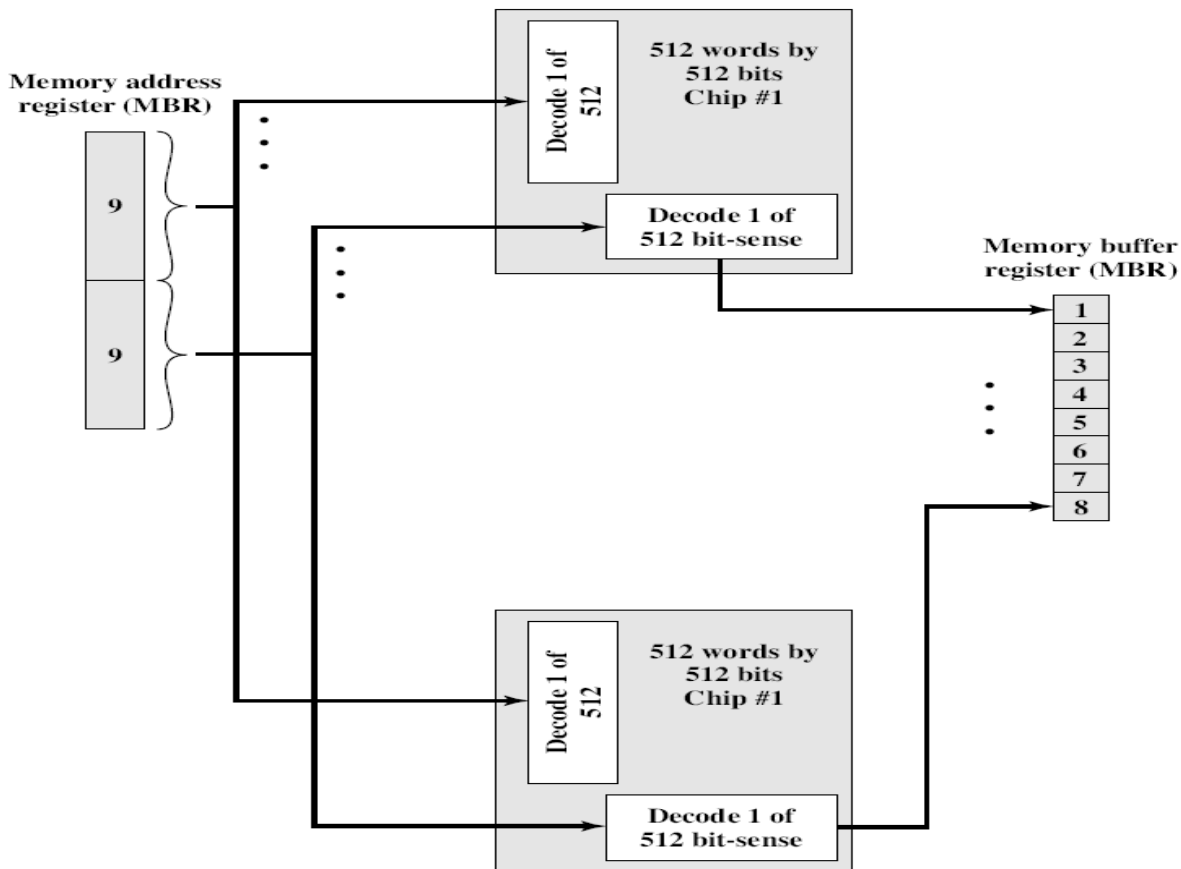 Memory address
register (MBR)
9
9
Decode 1 of
512
512 words by
512 bits
Chip #1
Decode 1 of
512 bit-sense
Memory buffer
register (MBR)
1
2
3
4
5
6
7
8
Decode 1 of
512
512 words by
512 bits
Chip #1
Decode 1 of
512 bit-sense